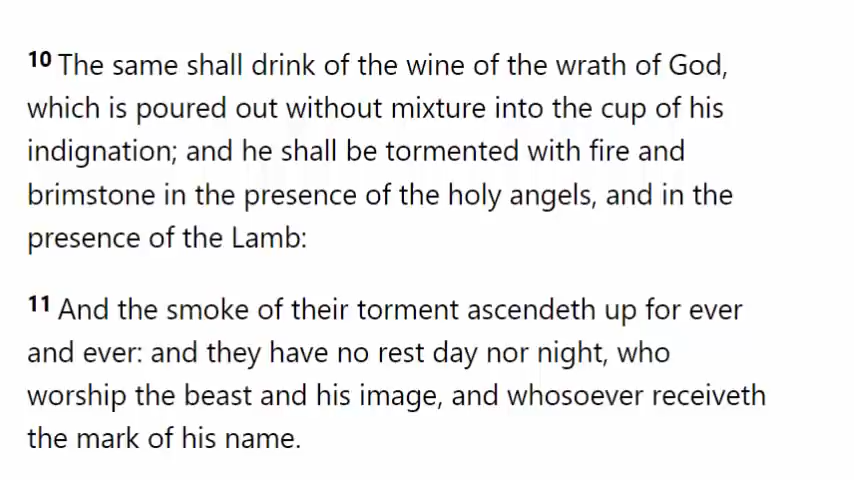 10 The same shall drink of the wine of the wrath of God,
which is poured out without mixture into the cup of his
indignation; and he shall be tormented with fire and
brimstone in the presence of the holy angels, and in the
presence of the Lamb:
11 And the smoke of their torment ascendeth up for ever
and ever: and they have no rest day nor night, who
worship the beast and his image, and whosoever receiveth
the mark of his name.